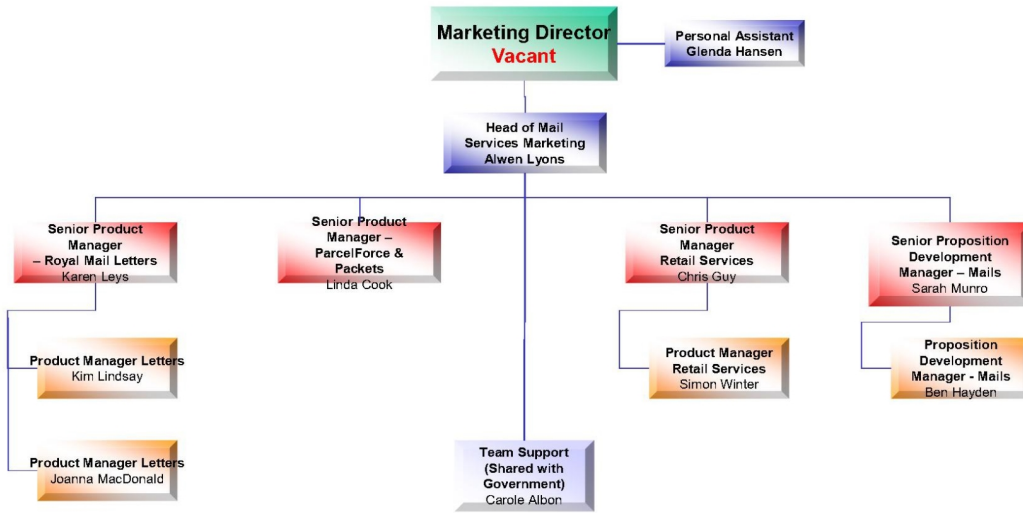 Marketing Director
Vacant
Personal Assistant
Glenda Hansen
Head of Mail
Services Marketing
Alwen Lyons
Senior Product
Manager
– Royal Mail Letters
Karen Leys
Senior Product
Manager –
ParcelForce &
Packets
Linda Cook
Senior Product
Manager
Retail Services
Chris Guy
Senior Proposition
Development
Manager – Mails
Sarah Munro
Product Manager Letters
Kim Lindsay
Product Manager
Retail Services
Simon Winter
Proposition
Development
Manager - Mails
Ben Hayden
Product Manager Letters
Joanna MacDonald
Team Support
(Shared with
Government)
Carole Albon